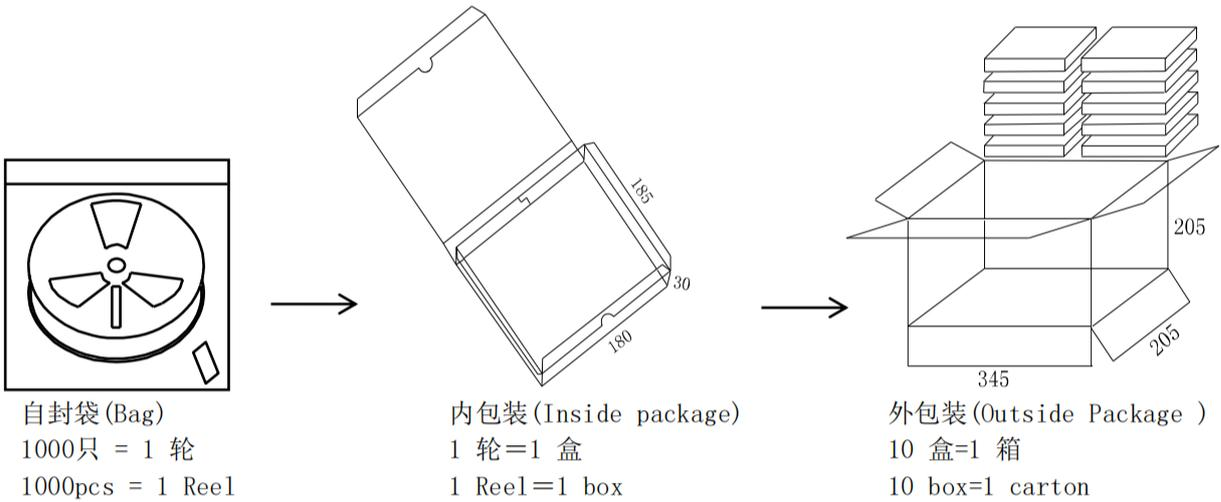 185
30
180
205
205
345
自封袋(Bag)
1000只 = 1 轮
1000pcs = 1 Reel
内包装(Inside package)
1 轮＝1 盒
1 Reel＝1 box
外包装(Outside Package )
10 盒=1 箱
10 box=1 carton